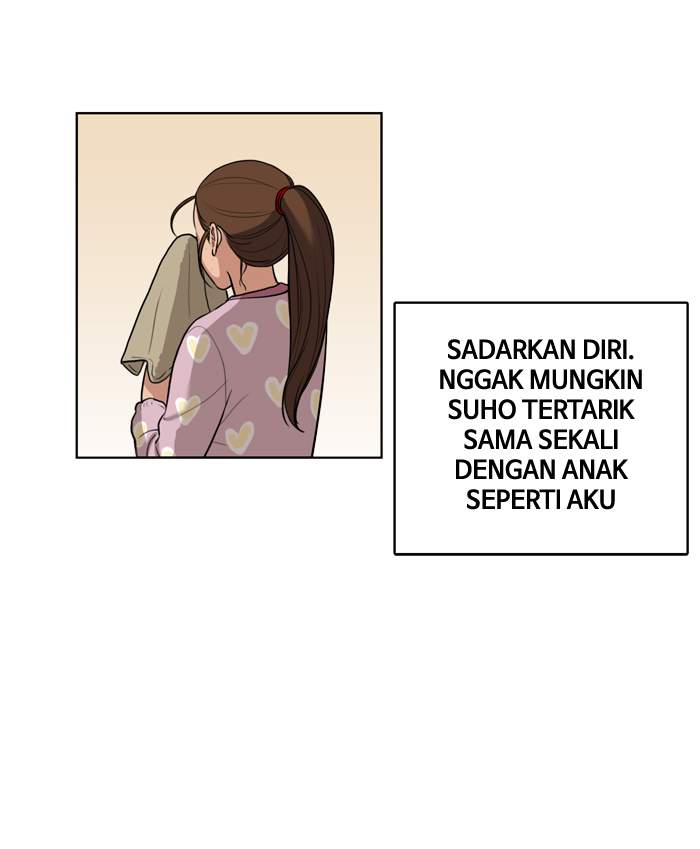 SADARKAN DIRI.
NGGAK MUNGKIN
SUHO TERTARIK
SAMA SEKALI
DENGAN ANAK
SEPERTI AKU